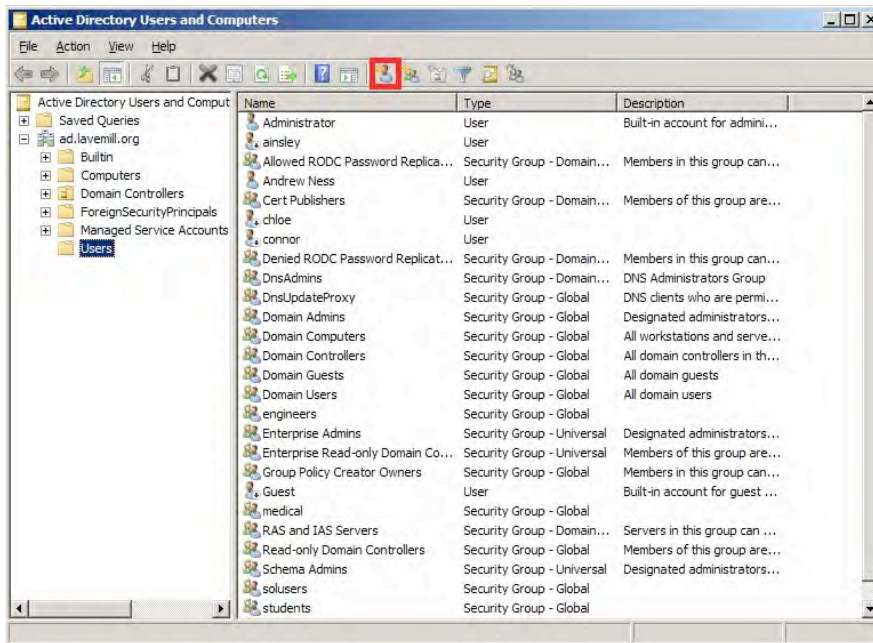 Active Directory Users and Computers
File Action View Help
Active Directory Users and Comput
Saved Queries
ad.lavemill.org
Builtin
Computers
Domain Controllers
ForeignSecurityPrincipals
Managed Service Accounts
Users
Name Type Description
Administrator User Built-in account for admini...
ainsley User
Allowed RODC Password Replica... Security Group - Domain... Members in this group can...
Andrew Ness User
Cert Publishers Security Group - Domain... Members of this group are...
chloe User
connor User
Denied RODC Password Replicat... Security Group - Domain... Members in this group can...
DnsAdmins Security Group - Domain... DNS Administrators Group
DnsUpdateProxy Security Group - Global DNS clients who are permi...
Domain Admins Security Group - Global Designated administrators...
Domain Computers Security Group - Global All workstations and serve...
Domain Controllers Security Group - Global All domain controllers in th...
Domain Guests Security Group - Global All domain guests
Domain Users Security Group - Global All domain users
engineers Security Group - Global
Enterprise Admins Security Group - Universal Designated administrators...
Enterprise Read-only Domain Co... Security Group - Universal Members of this group are...
Group Policy Creator Owners Security Group - Global Members in this group can...
Guest User Built-in account for guest ...
medical Security Group - Global
RAS and IAS Servers Security Group - Domain... Servers in this group can ...
Read-only Domain Controllers Security Group - Global Members of this group are...
Schema Admins Security Group - Universal Designated administrators...
solusers Security Group - Global
students Security Group - Global